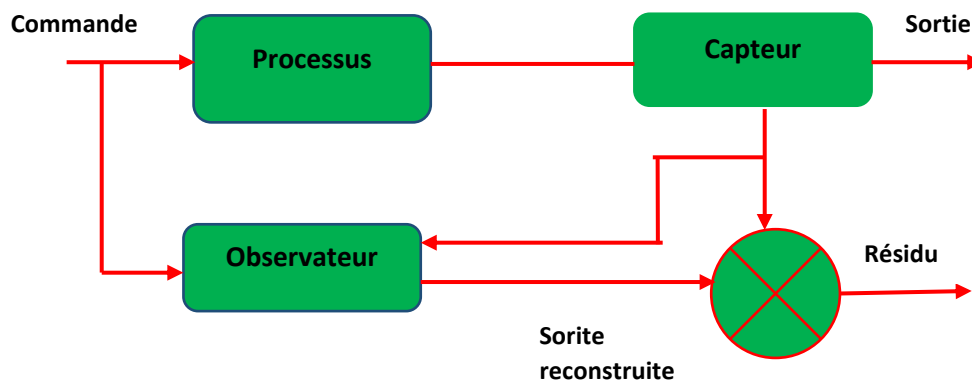 Commande
Processus
Capteur
Sortie
Observateur
Résidu
Sorite
reconstruite